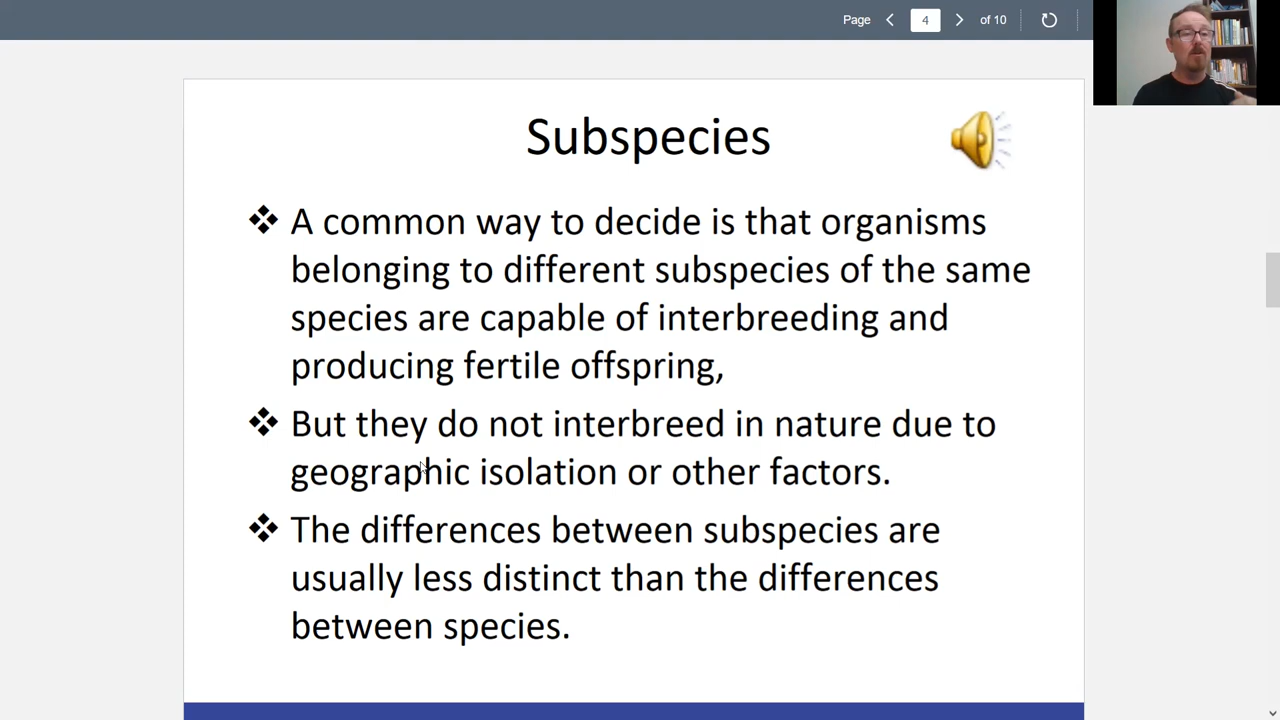 Page 4 of 10
Subspecies
❖ A common way to decide is that organisms
belonging to different subspecies of the same
species are capable of interbreeding and
producing fertile offspring,
❖ But they do not interbreed in nature due to
geographic isolation or other factors.
❖ The differences between subspecies are
usually less distinct than the differences
between species.